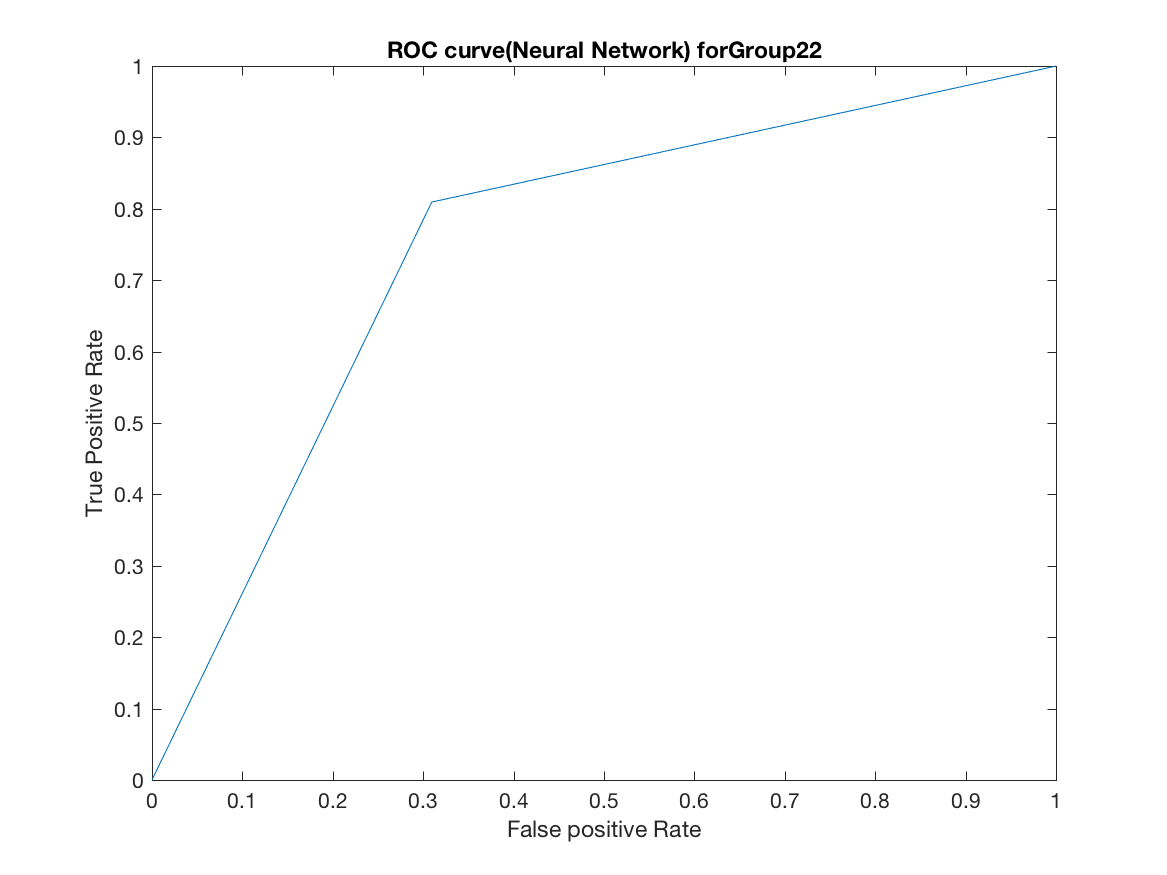 ROC curve(Neural Network) forGroup22
1
0.9
0.8
0.7
0.6
0.5
0.4
0.3
0.2
0.1
0
True Positive Rate
0 0.1 0.2 0.3 0.4 0.5 0.6 0.7 0.8 0.9 1
False positive Rate